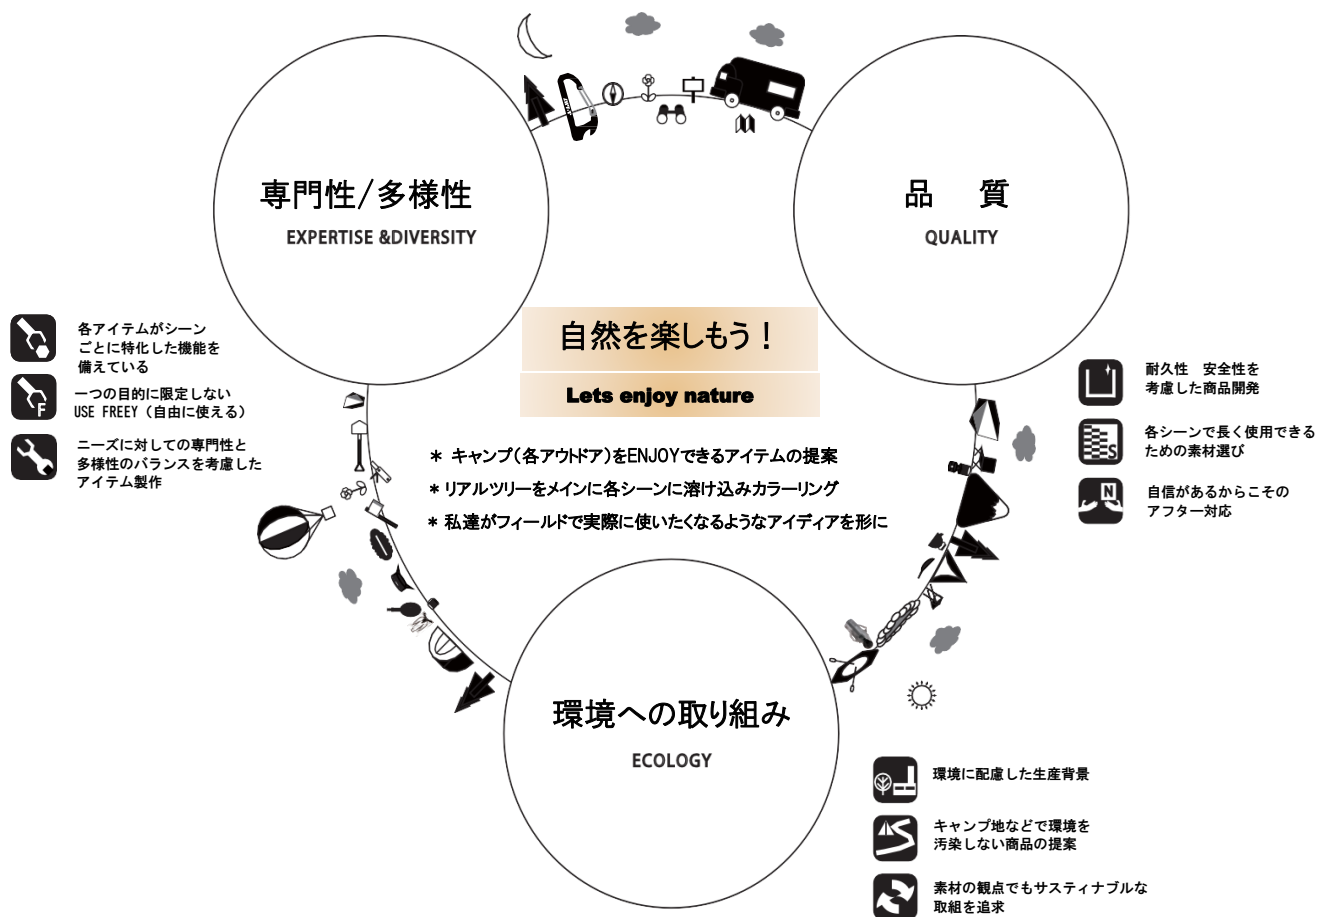 専門性/多様性
EXPERTISE &DIVERSITY
品　質
QUALITY
各アイテムがシーン
ごとに特化した機能を
備えている
F
一つの目的に限定しない
USE FREEY（自由に使える）
ニーズに対しての専門性と
多様性のバランスを考慮した
アイテム製作
自然を楽しもう！
Lets enjoy nature
＊ キャンプ（各アウトドア）をENJOYできるアイテムの提案
＊ リアルツリーをメインに各シーンに溶け込みカラーリング
＊ 私達がフィールドで実際に使いたくなるようなアイディアを形に
耐久性　安全性を
考慮した商品開発
S
各シーンで長く使用できる
ための素材選び
N
自信があるからこその
アフター対応
環境への取り組み
ECOLOGY
環境に配慮した生産背景
キャンプ地などで環境を
汚染しない商品の提案
素材の観点でもサスティナブルな
取組を追求